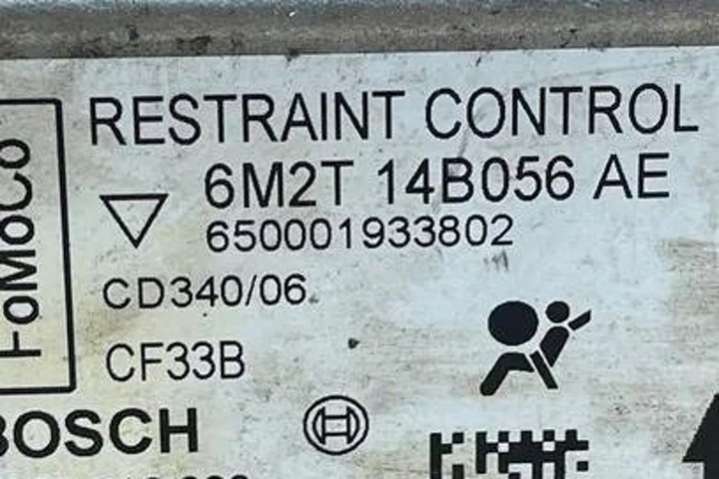 RESTRAINT CONTROL
FoMoCo
6M2T 14B056 AE
650001933802
CD340/06
CF33B
BOSCH